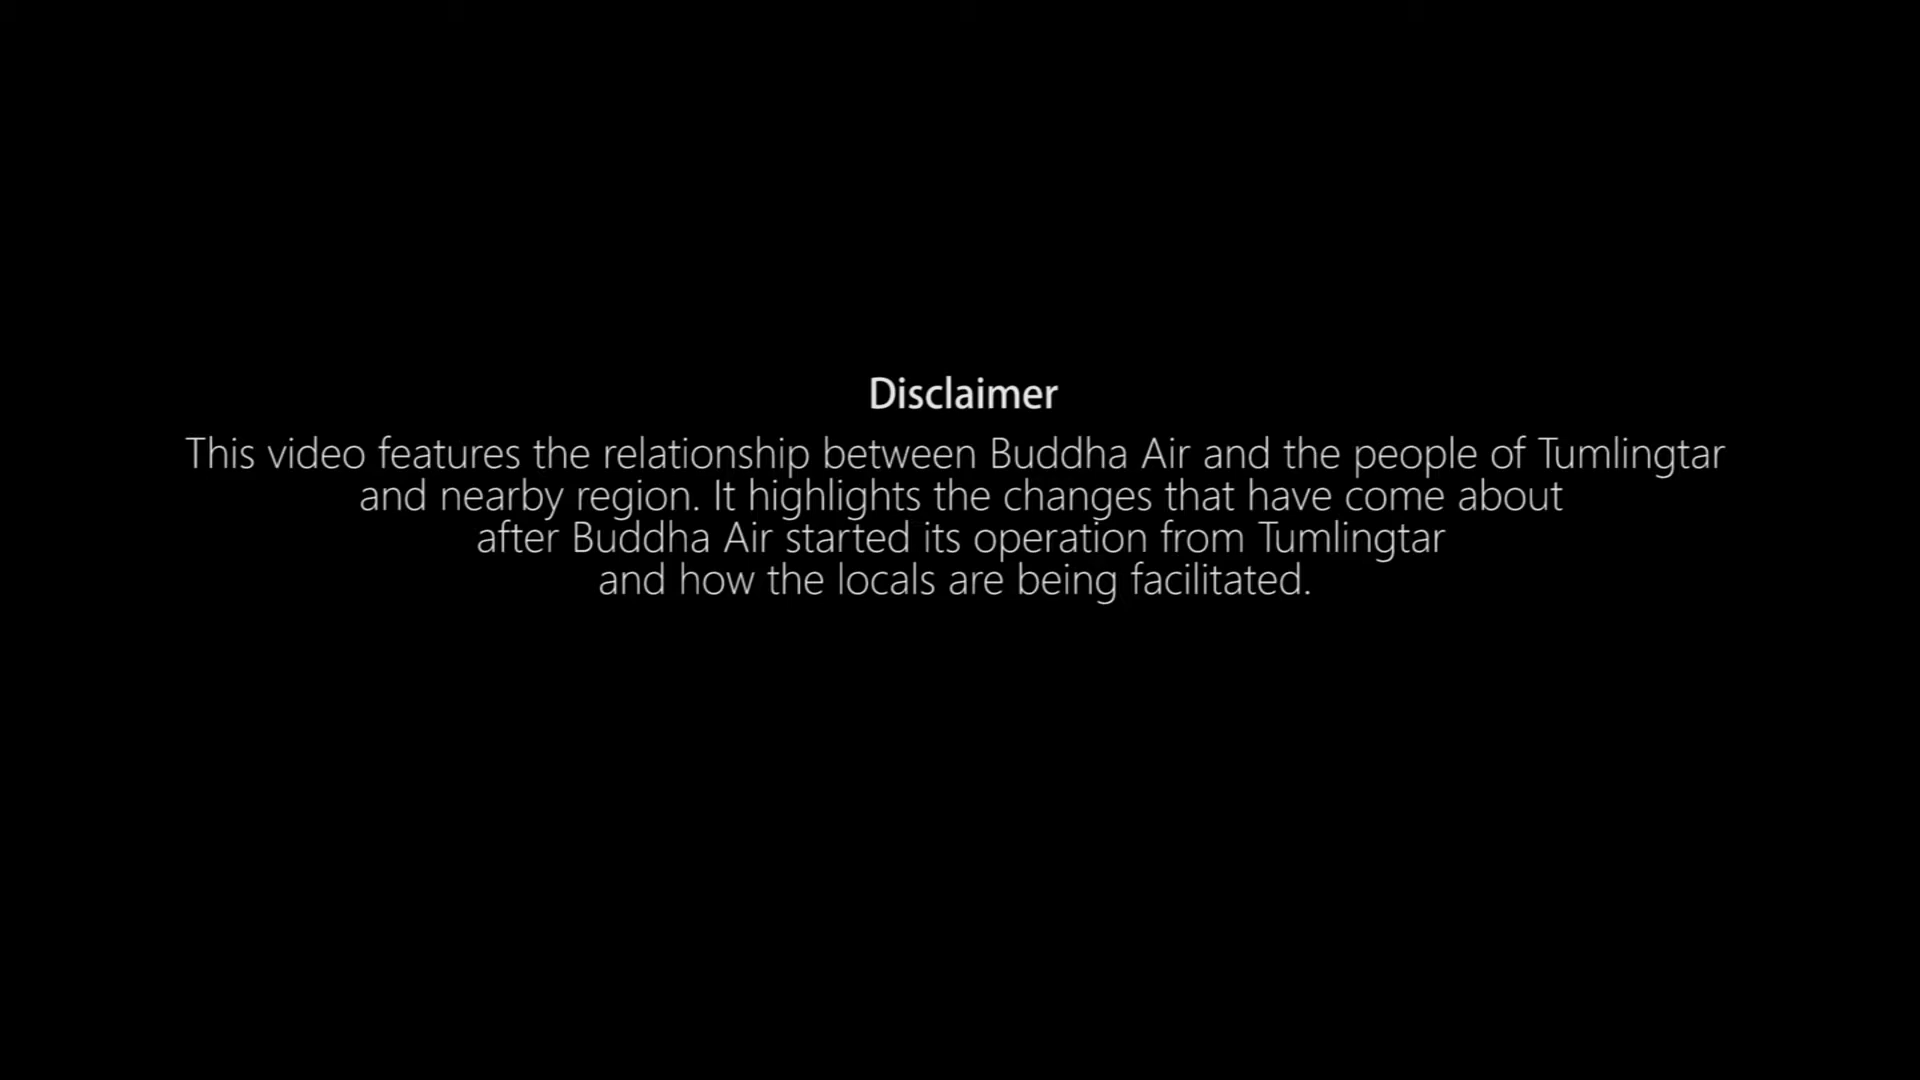 Disclaimer
This video features the relationship between Buddha Air and the people of Tumlingtar
and nearby region. It highlights the changes that have come about
after Buddha Air started its operation from Tumlingtar
and how the locals are being facilitated.